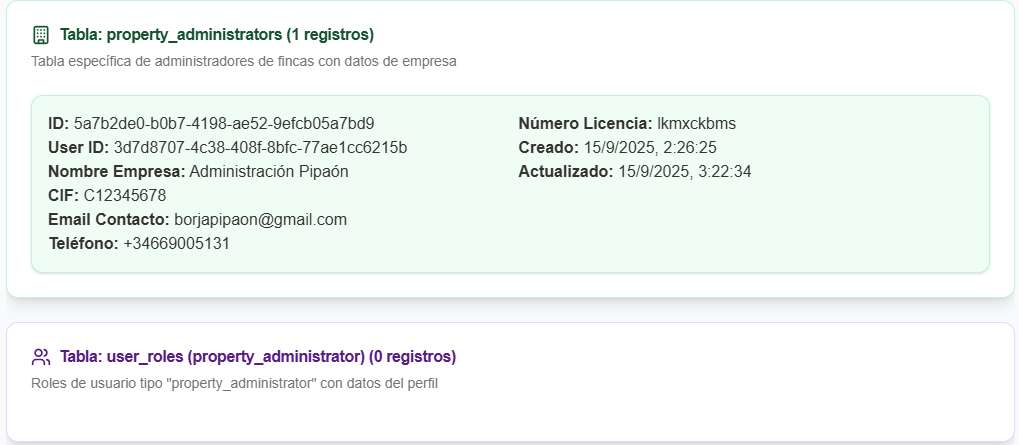 Tabla: property_administrators (1 registros)
Tabla específica de administradores de fincas con datos de empresa
ID: 5a7b2de0-b0b7-4198-ae52-9efcb05a7bd9
User ID: 3d7d8707-4c38-408f-8bfc-77ae1cc6215b
Nombre Empresa: Administración Pipaón
CIF: C12345678
Email Contacto: borjapipaon@gmail.com
Teléfono: +34669005131
Número Licencia: lkmxckbms
Creado: 15/9/2025, 2:26:25
Actualizado: 15/9/2025, 3:22:34
Tabla: user_roles (property_administrator) (0 registros)
Roles de usuario tipo "property_administrator" con datos del perfil